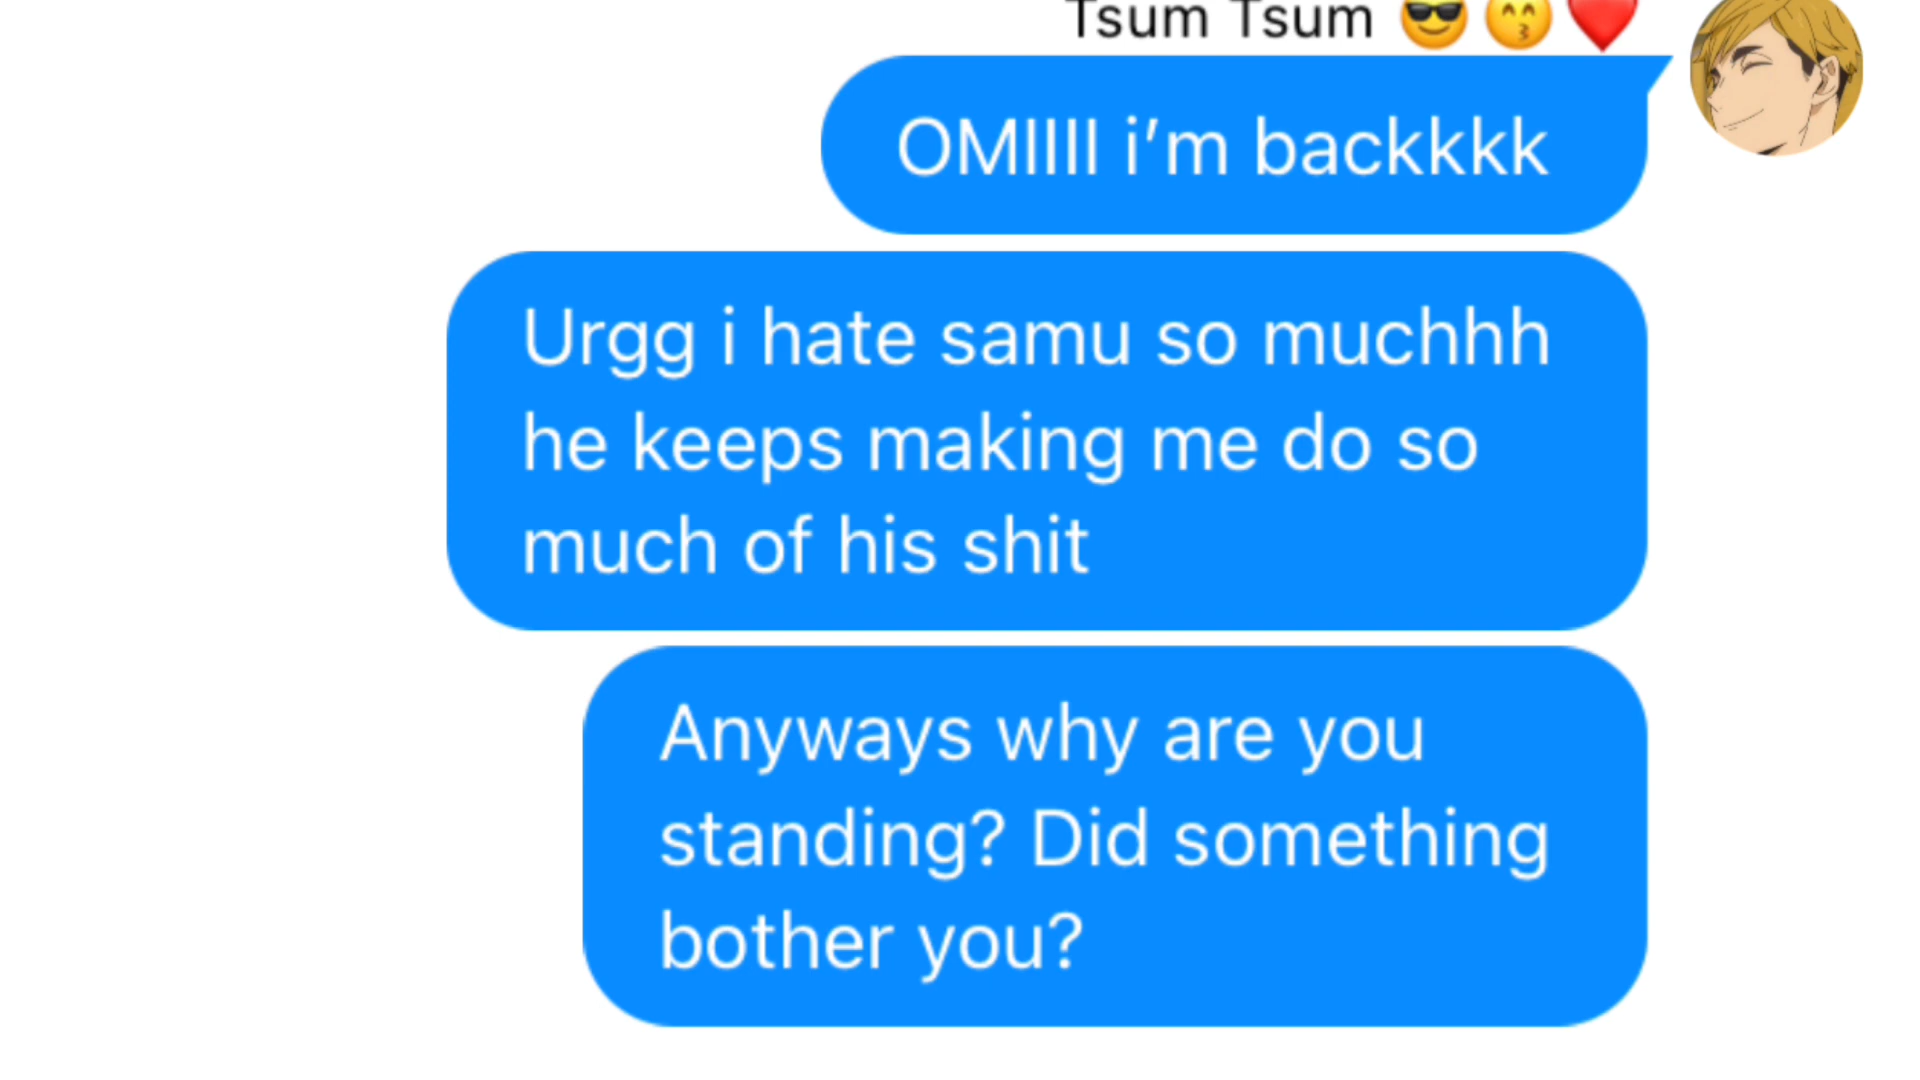 Tsum Tsum 😎😙❤️
OMIIII i’m backkkk
Urgg i hate samu so muchhh
he keeps making me do so
much of his shit
Anyways why are you
standing? Did something
bother you?